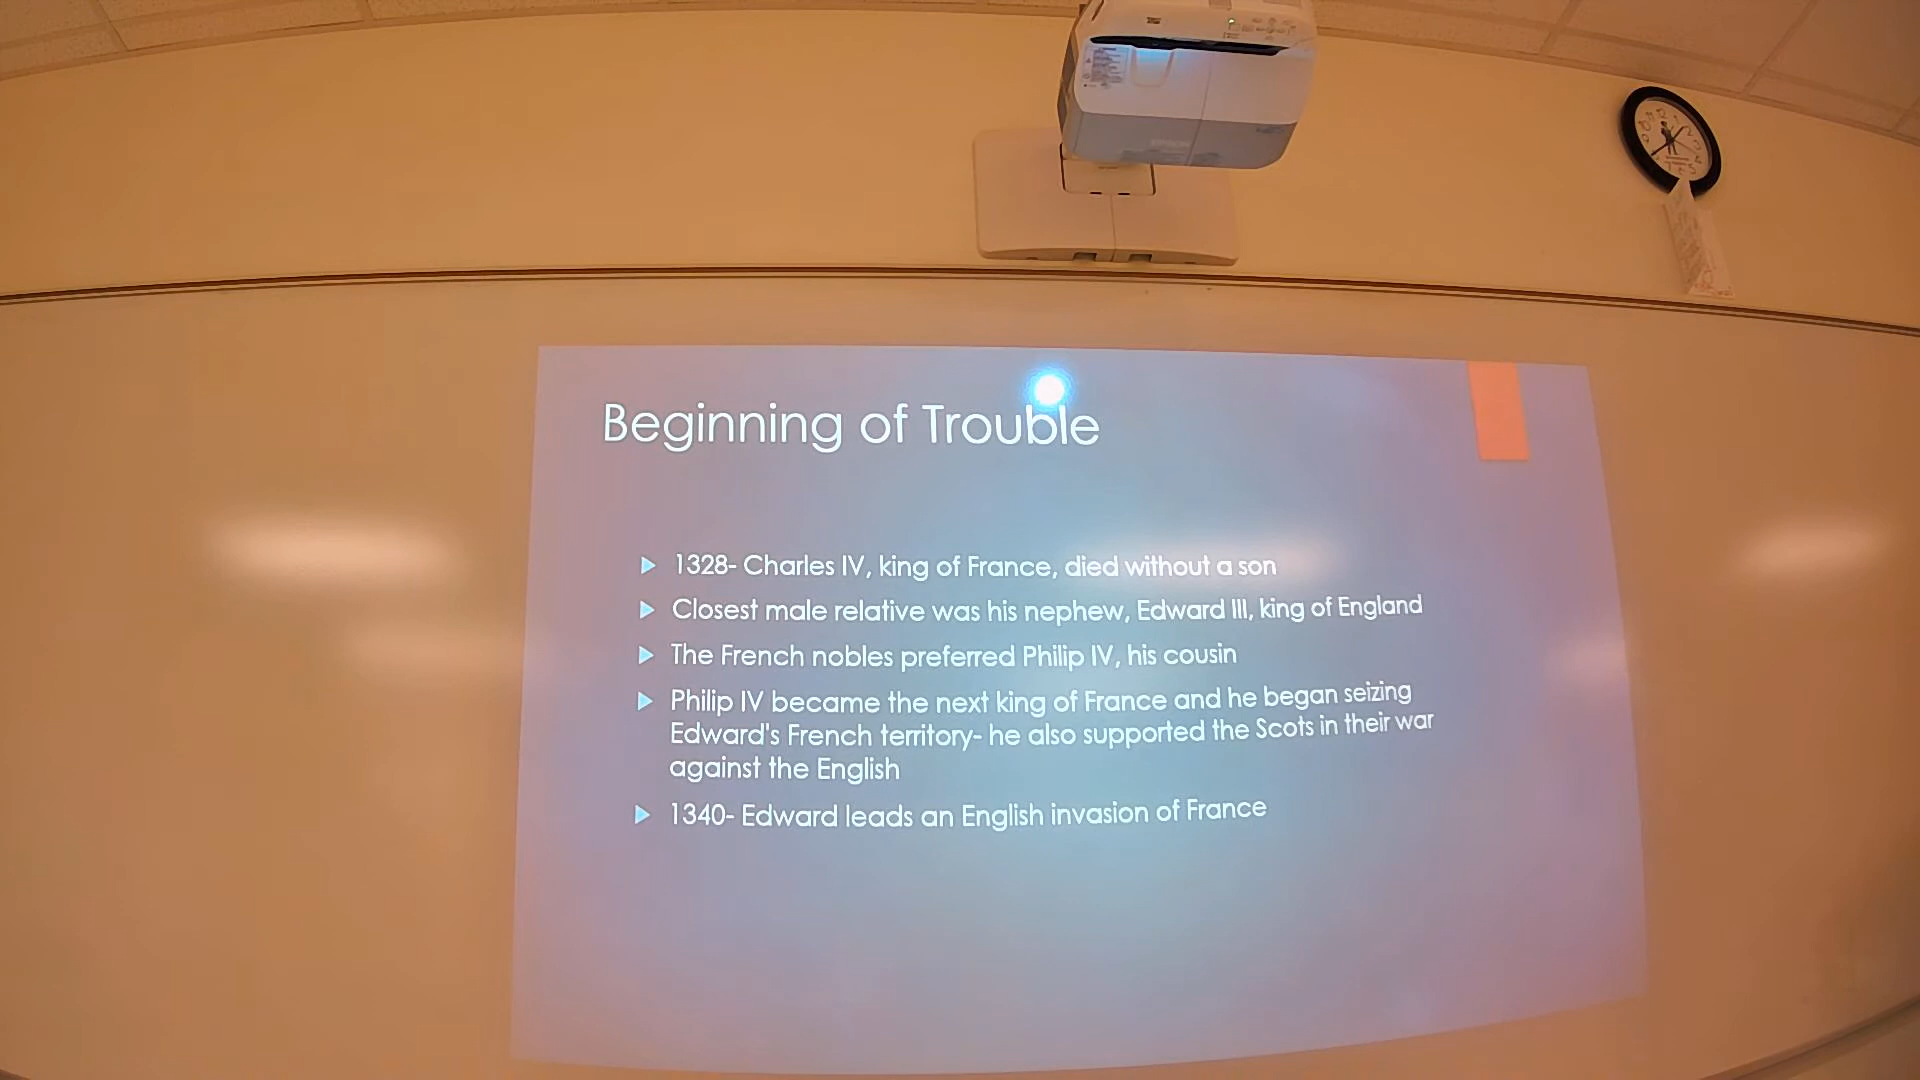 Beginning of Trouble
1328- Charles IV, king of France, died without a son
Closest male relative was his nephew, Edward III, king of England
The French nobles preferred Philip IV, his cousin
Philip IV became the next king of France and he began seizing
Edward's French territory- he also supported the Scots in their war
against the English
1340- Edward leads an English invasion of France